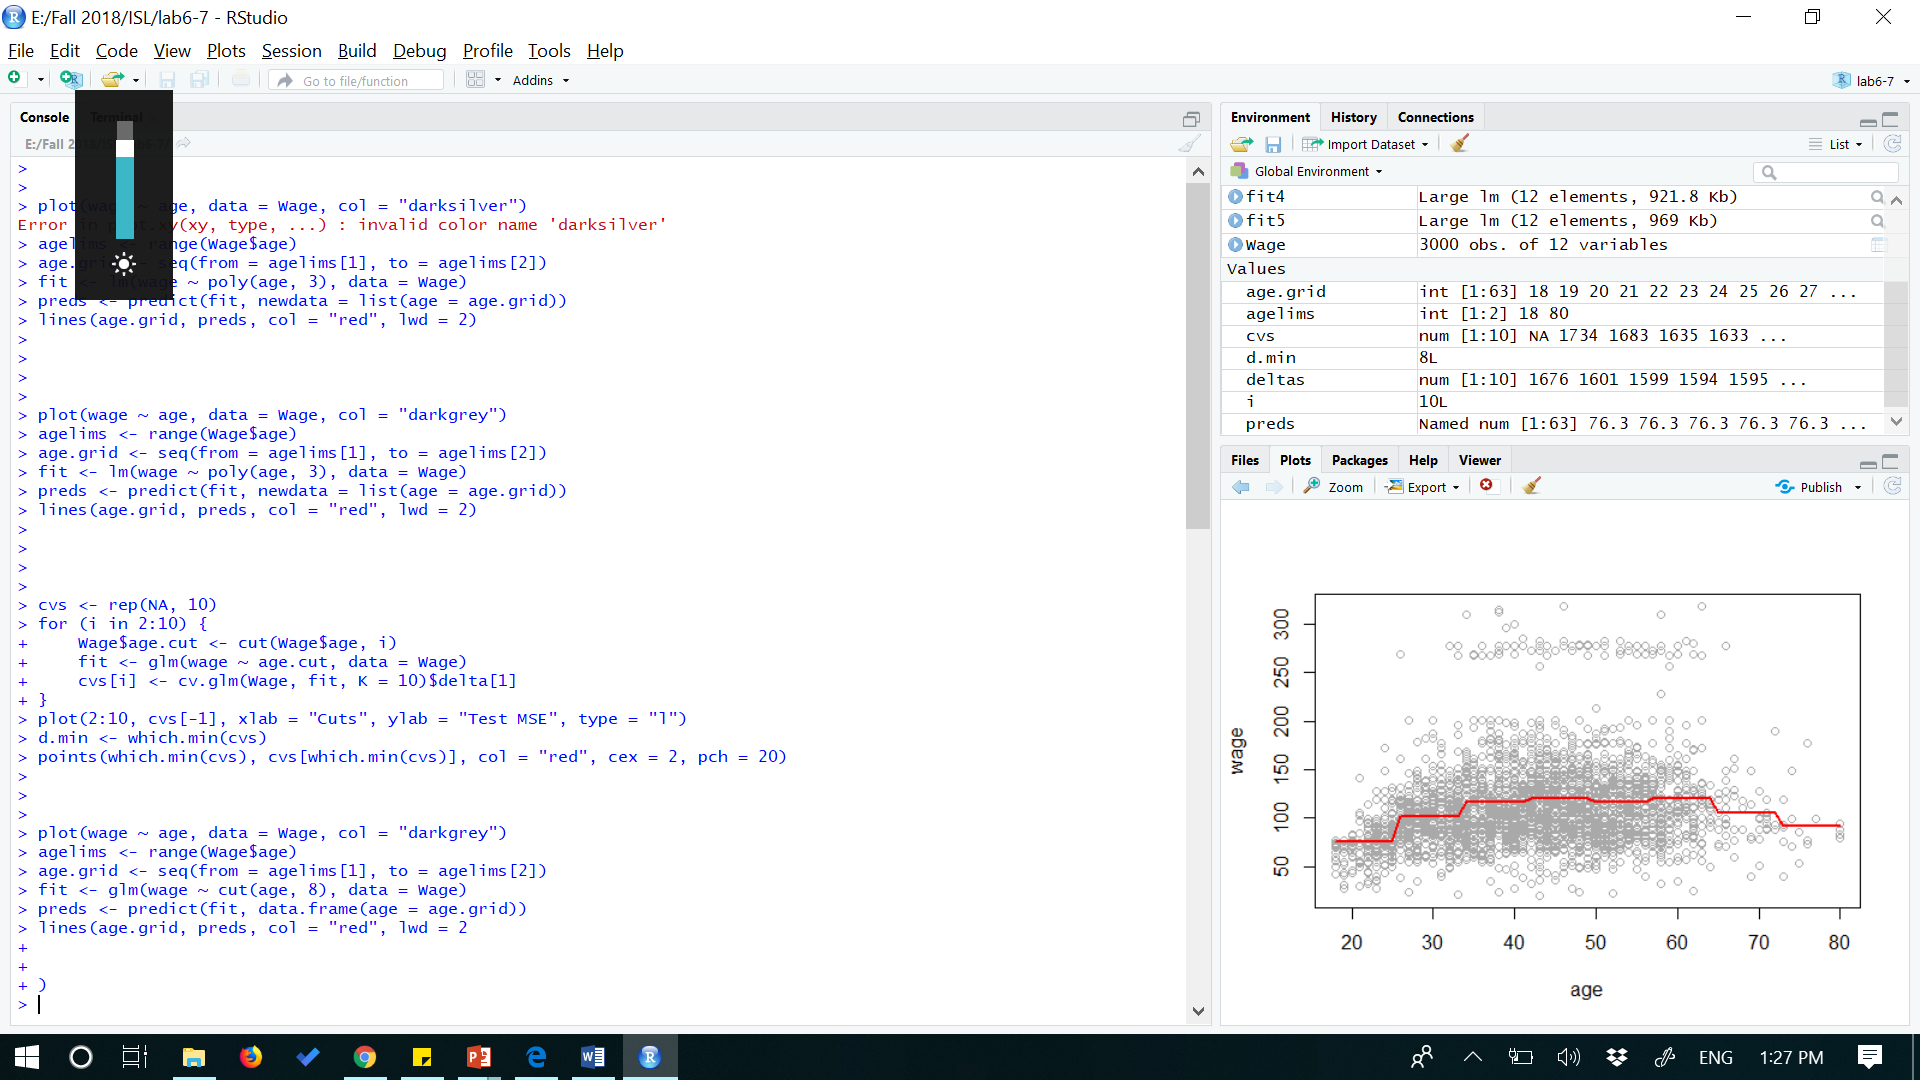 E:/Fall 2018/ISL/lab6-7 - RStudio
File Edit Code View Plots Session Build Debug Profile Tools Help
Go to file/function
Addins
lab6-7
Console Terminal
E:/Fall 2018/ISL/lab6-7/
>
>
> plot(wage ~ age, data = Wage, col = "darksilver")
Error in plot.xy(xy, type, ...) : invalid color name 'darksilver'
> agelims <- range(Wage$age)
> age.grid <- seq(from = agelims[1], to = agelims[2])
> fit <- lm(wage ~ poly(age, 3), data = Wage)
> preds <- predict(fit, newdata = list(age = age.grid))
> lines(age.grid, preds, col = "red", lwd = 2)
>
>
>
>
> plot(wage ~ age, data = Wage, col = "darkgrey")
> agelims <- range(Wage$age)
> age.grid <- seq(from = agelims[1], to = agelims[2])
> fit <- lm(wage ~ poly(age, 3), data = Wage)
> preds <- predict(fit, newdata = list(age = age.grid))
> lines(age.grid, preds, col = "red", lwd = 2)
>
>
>
>
> cvs <- rep(NA, 10)
> for (i in 2:10) {
+     Wage$age.cut <- cut(Wage$age, i)
+     fit <- glm(wage ~ age.cut, data = Wage)
+     cvs[i] <- cv.glm(Wage, fit, K = 10)$delta[1]
+ }
> plot(2:10, cvs[-1], xlab = "Cuts", ylab = "Test MSE", type = "l")
> d.min <- which.min(cvs)
> points(which.min(cvs), cvs[which.min(cvs)], col = "red", cex = 2, pch = 20)
>
>
>
> plot(wage ~ age, data = Wage, col = "darkgrey")
> agelims <- range(Wage$age)
> age.grid <- seq(from = agelims[1], to = agelims[2])
> fit <- glm(wage ~ cut(age, 8), data = Wage)
> preds <- predict(fit, data.frame(age = age.grid))
> lines(age.grid, preds, col = "red", lwd = 2
+
+
+ )
>
Environment History Connections
Import Dataset
List
Global Environment
fit4 Large lm (12 elements, 921.8 Kb)
fit5 Large lm (12 elements, 969 Kb)
Wage 3000 obs. of 12 variables
Values
age.grid int [1:63] 18 19 20 21 22 23 24 25 26 27 ...
agelims int [1:2] 18 80
cvs num [1:10] NA 1734 1683 1635 1633 ...
d.min 8L
deltas num [1:10] 1676 1601 1599 1594 1595 ...
i 10L
preds Named num [1:63] 76.3 76.3 76.3 76.3 76.3 ...
Files Plots Packages Help Viewer
Zoom Export Publish
wage
300
250
200
150
100
50
20 30 40 50 60 70 80
age
ENG 1:27 PM